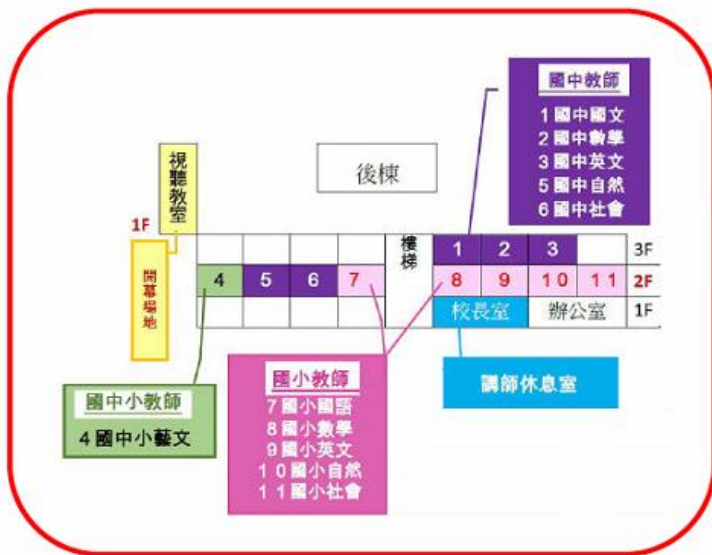 國中教師
1 國中國文
2 國中數學
3 國中英文
5 國中自然
6 國中社會
視聽教室
後棟
1F
開幕場地
樓梯
1 2 3 3F
4 5 6 7 8 9 10 11 2F
校長室 辦公室 1F
國中小教師
4 國中小藝文
國小教師
7 國小國語
8 國小數學
9 國小英文
10 國小自然
11 國小社會
講師休息室